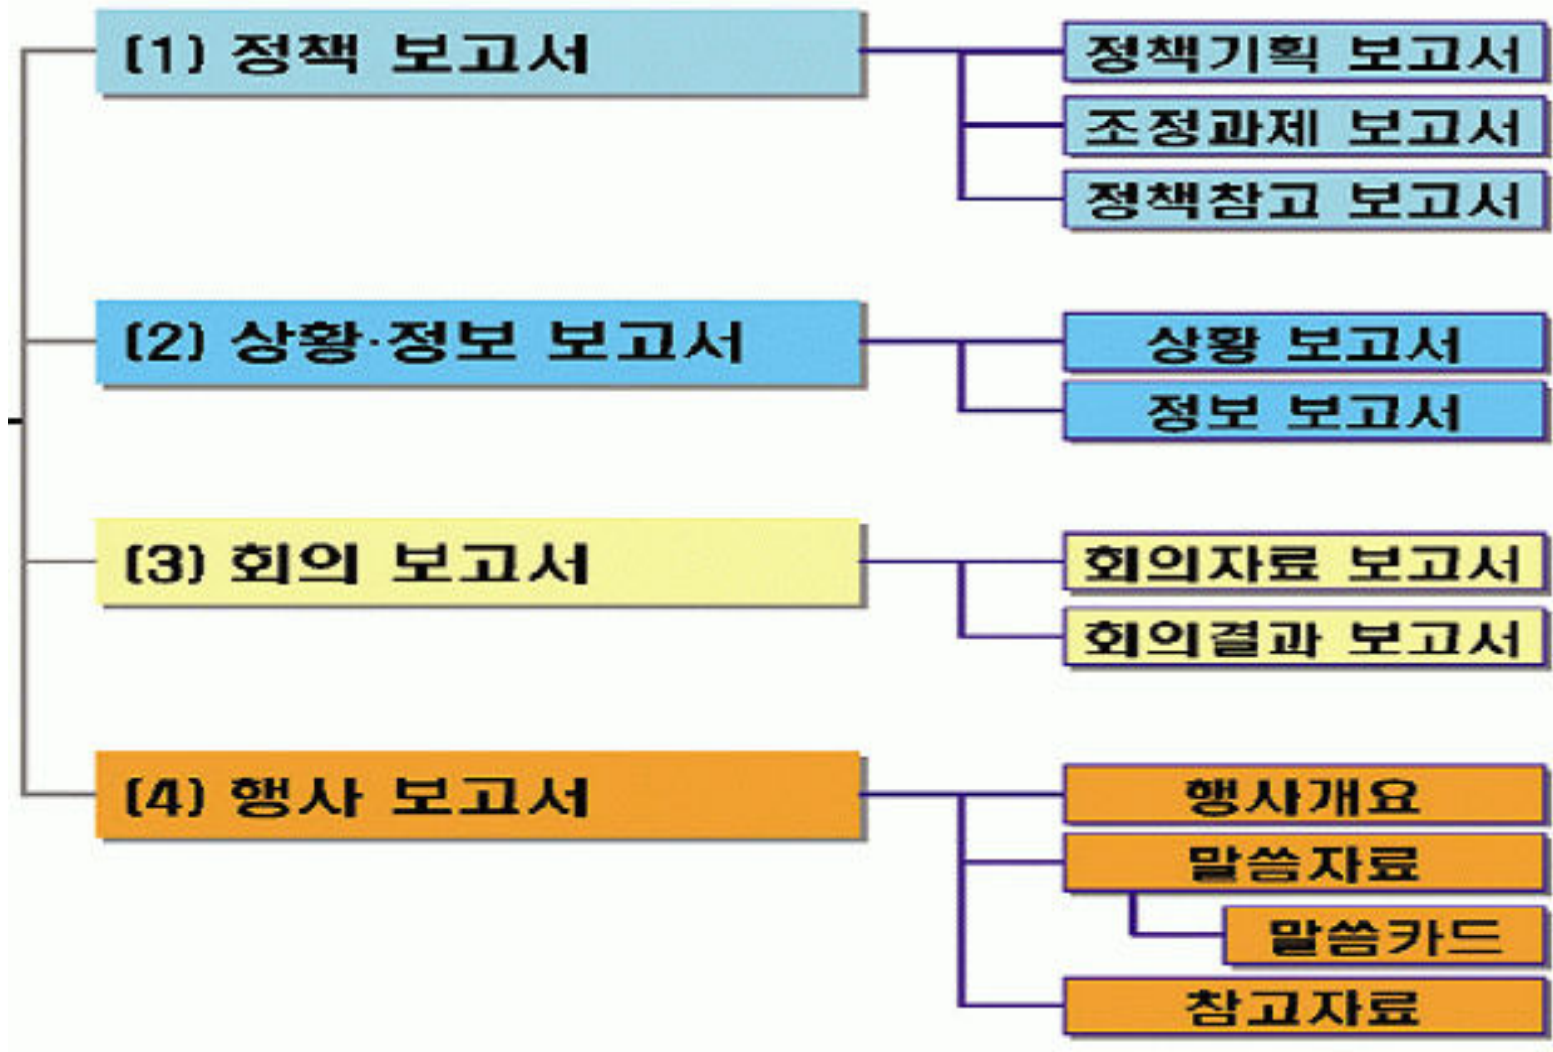 (1) 정책 보고서
정책기획 보고서
조정과제 보고서
정책참고 보고서
(2) 상황·정보 보고서
상황 보고서
정보 보고서
(3) 회의 보고서
회의자료 보고서
회의결과 보고서
(4) 행사 보고서
행사개요
말씀자료
말씀카드
참고자료